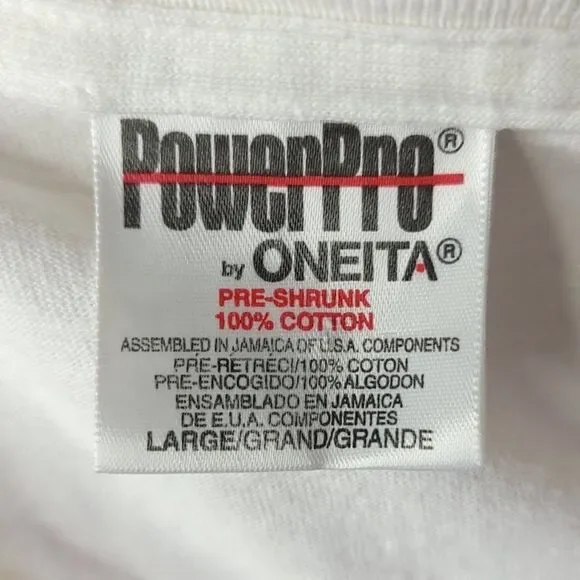 PowerPro®
by ONEITA®
PRE-SHRUNK
100% COTTON
ASSEMBLED IN JAMAICA OF U.S.A. COMPONENTS
PRE-RETRECI/100% COTON
PRE-ENCOGIDO/100% ALGODON
ENSAMBLADO EN JAMAICA
DE E.U.A. COMPONENTES
LARGE/GRAND/GRANDE